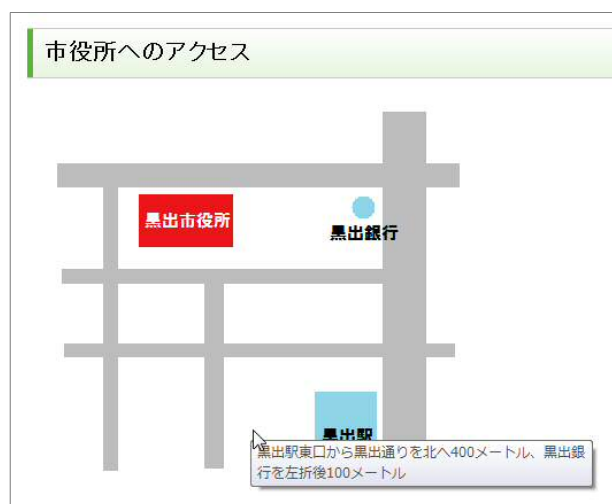 市役所へのアクセス
黒出市役所
黒出銀行
黒出駅
黒出駅東口から黒出通りを北へ400メートル、黒出銀
行を左折後100メートル